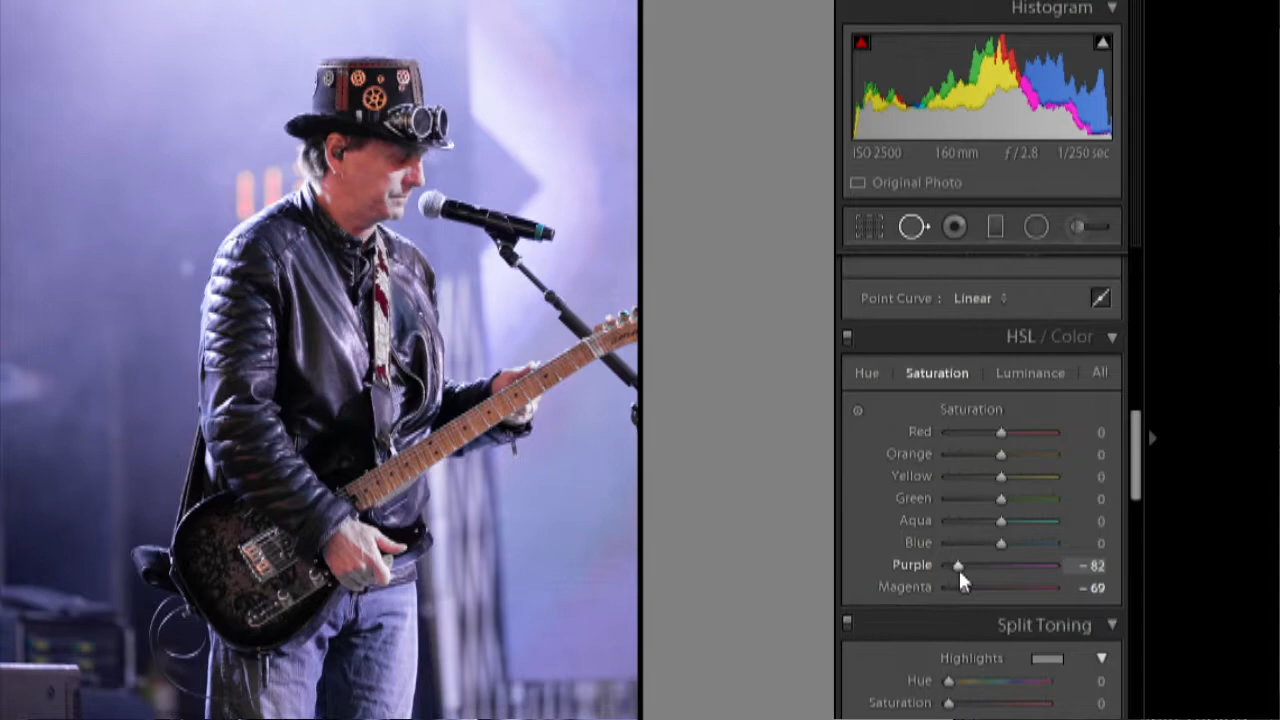 Histogram
ISO 2500 160 mm ƒ / 2.8 1/250 sec
Original Photo
Point Curve : Linear
HSL / Color
Hue Saturation Luminance All
Saturation
Red 0
Orange 0
Yellow 0
Green 0
Aqua 0
Blue 0
Purple – 82
Magenta – 69
Split Toning
Highlights
Hue 0
Saturation 0